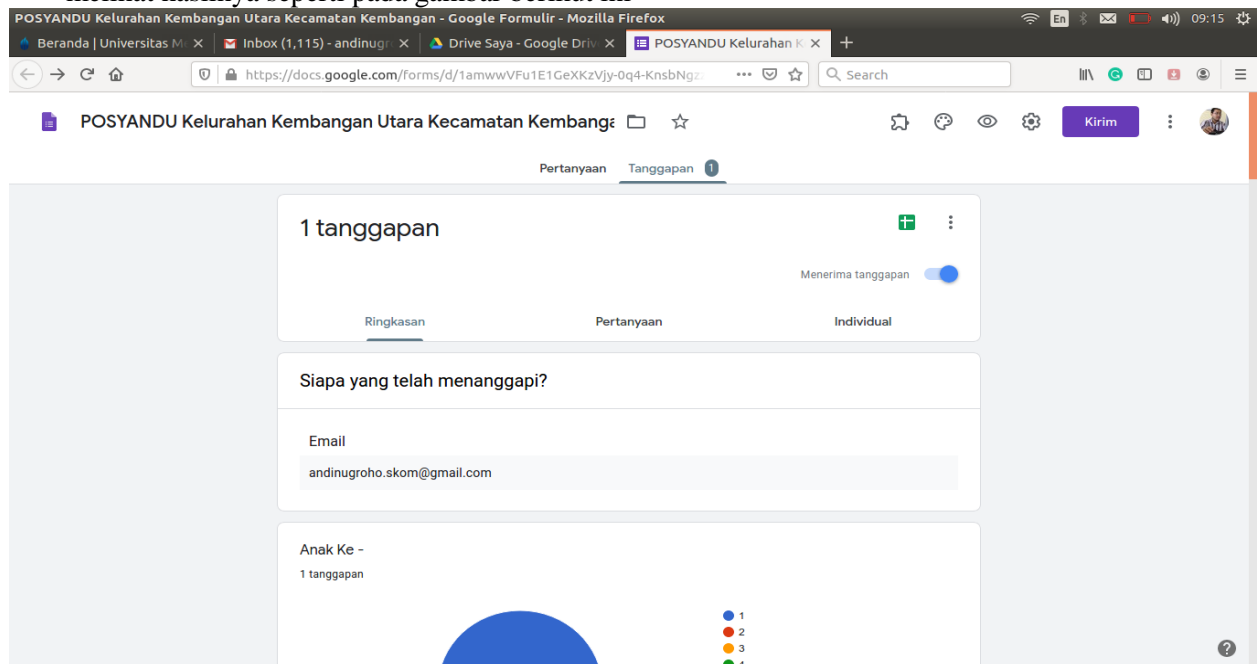 POSYANDU Kelurahan Kembangan Utara Kecamatan Kembangan - Google Formulir - Mozilla Firefox
En
09:15
Beranda | Universitas M
Inbox (1,115) - andinugr
Drive Saya - Google Driv
POSYANDU Kelurahan K
https://docs.google.com/forms/d/1amwwVFu1E1GeXKzVjy-0q4-KnsbNgz
Search
POSYANDU Kelurahan Kembangan Utara Kecamatan Kembanga
Kirim
Pertanyaan
Tanggapan 1
1 tanggapan
Menerima tanggapan
Ringkasan
Pertanyaan
Individual
Siapa yang telah menanggapi?
Email
andinugroho.skom@gmail.com
Anak Ke -
1 tanggapan
1
2
3